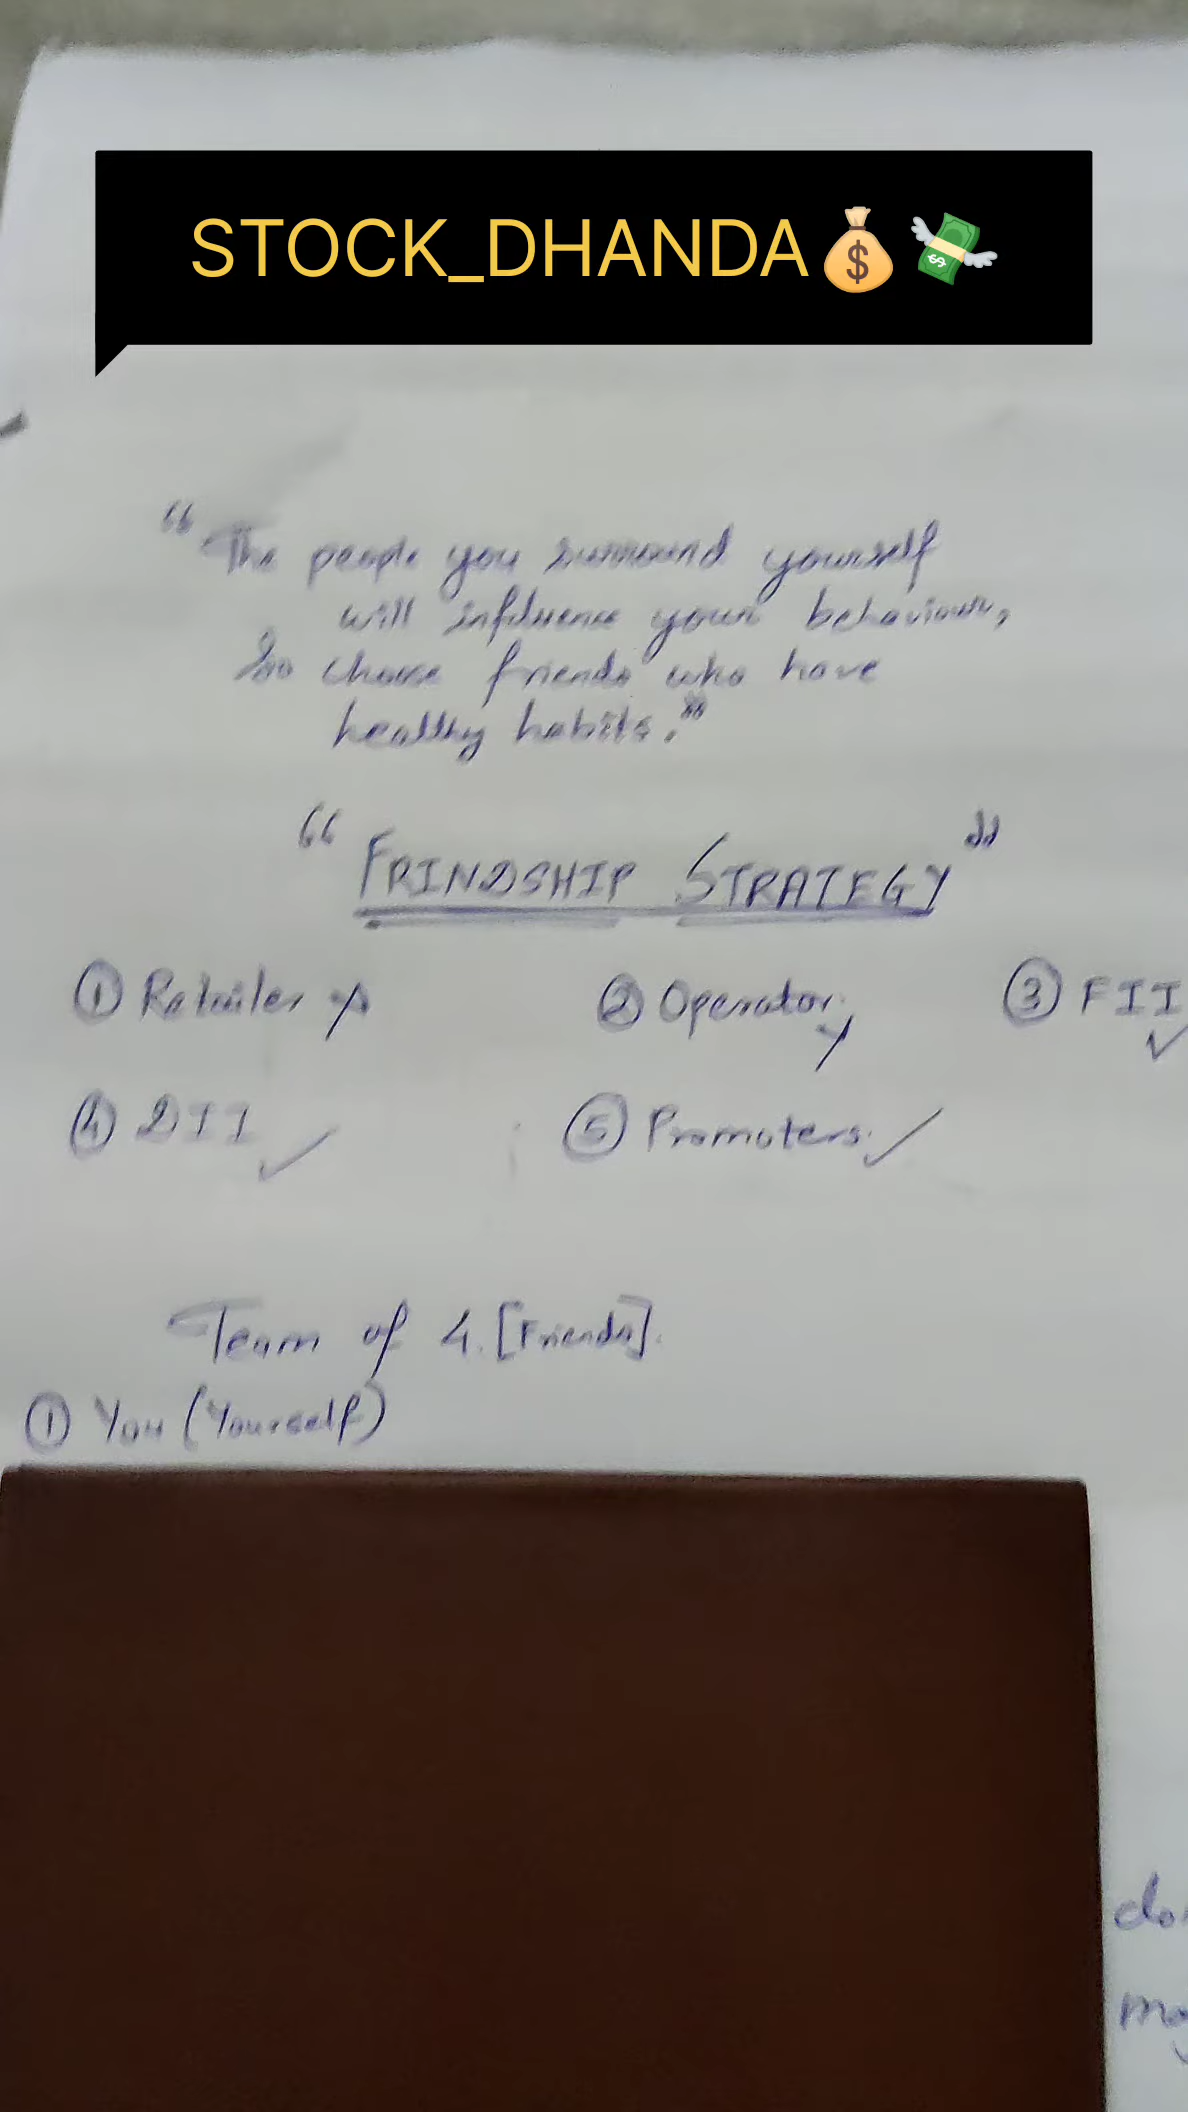 STOCK_DHANDA💰💸
“The people you surround yourself
will influence your behaviour,
So choose friends who have
healthy habits.”
“FRINDSHIP STRATEGY”
① Retailer × ② Operator × ③ FII ✓
④ DII ✓ ⑤ Promoters. ✓
Team of 4. [Friends].
① You (Yourself)